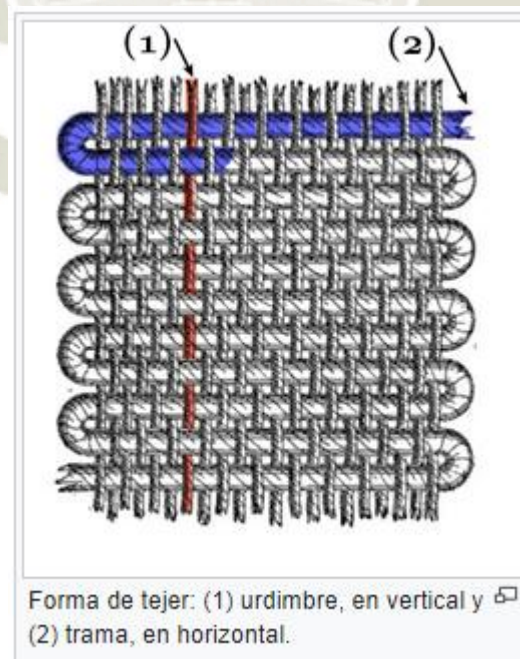 (1) (2)
Forma de tejer: (1) urdimbre, en vertical y
(2) trama, en horizontal.